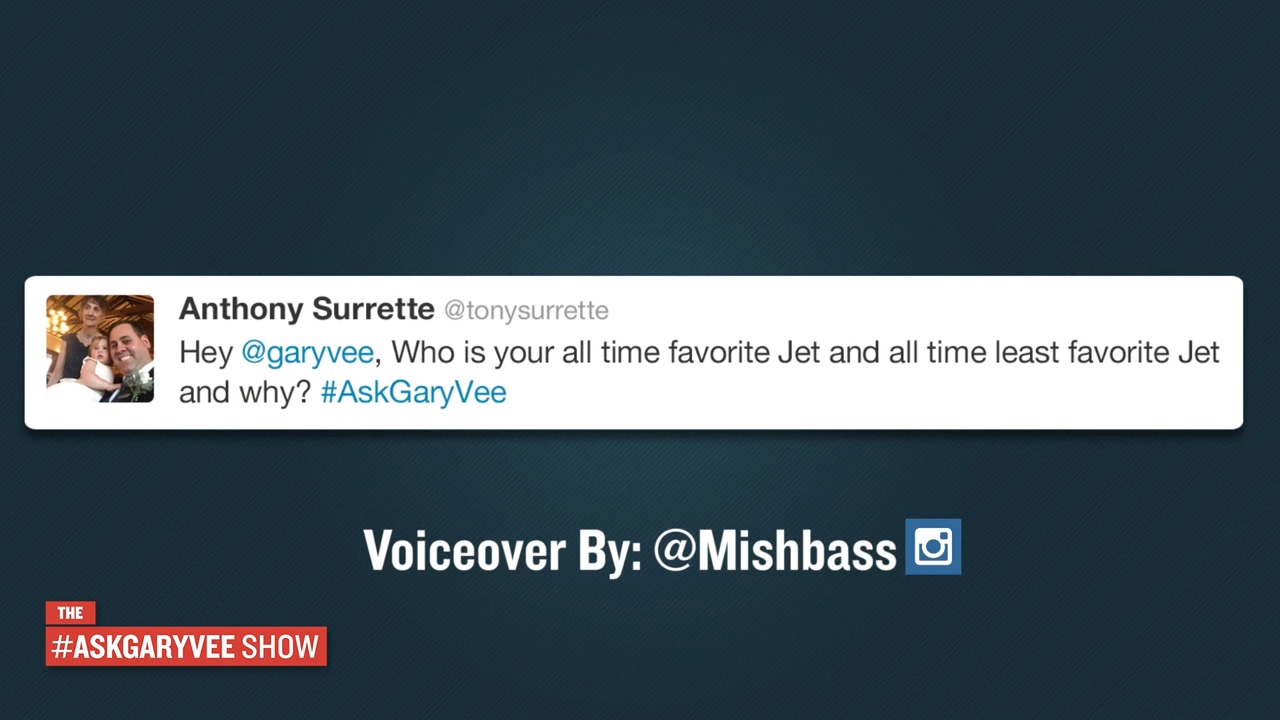 Anthony Surrette @tonysurrette
Hey @garyvee, Who is your all time favorite Jet and all time least favorite Jet
and why? #AskGaryVee
Voiceover By: @Mishbass
THE
#ASKGARYVEE SHOW